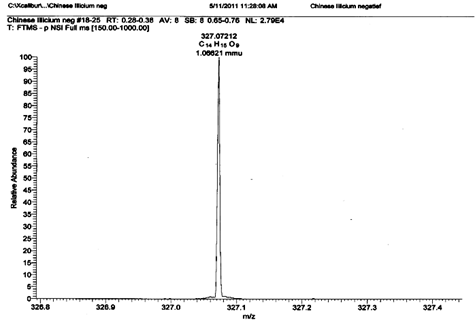 C:\Xcalibur\...\Chinese Illicium neg 5/11/2011 11:28:08 AM Chinese Illicium negatief
Chinese Illicium neg #18-25 RT: 0.28-0.38 AV: 8 SB: 8 0.65-0.76 NL: 2.79E4
T: FTMS - p NSI Full ms [150.00-1000.00]
327.07212
C 14 H 15 O 9
1.06621 mmu
100
95
90
85
80
75
70
65
60
55
50
45
40
35
30
25
20
15
10
5
0
Relative Abundance
326.8 326.9 327.0 327.1 327.2 327.3 327.4
m/z